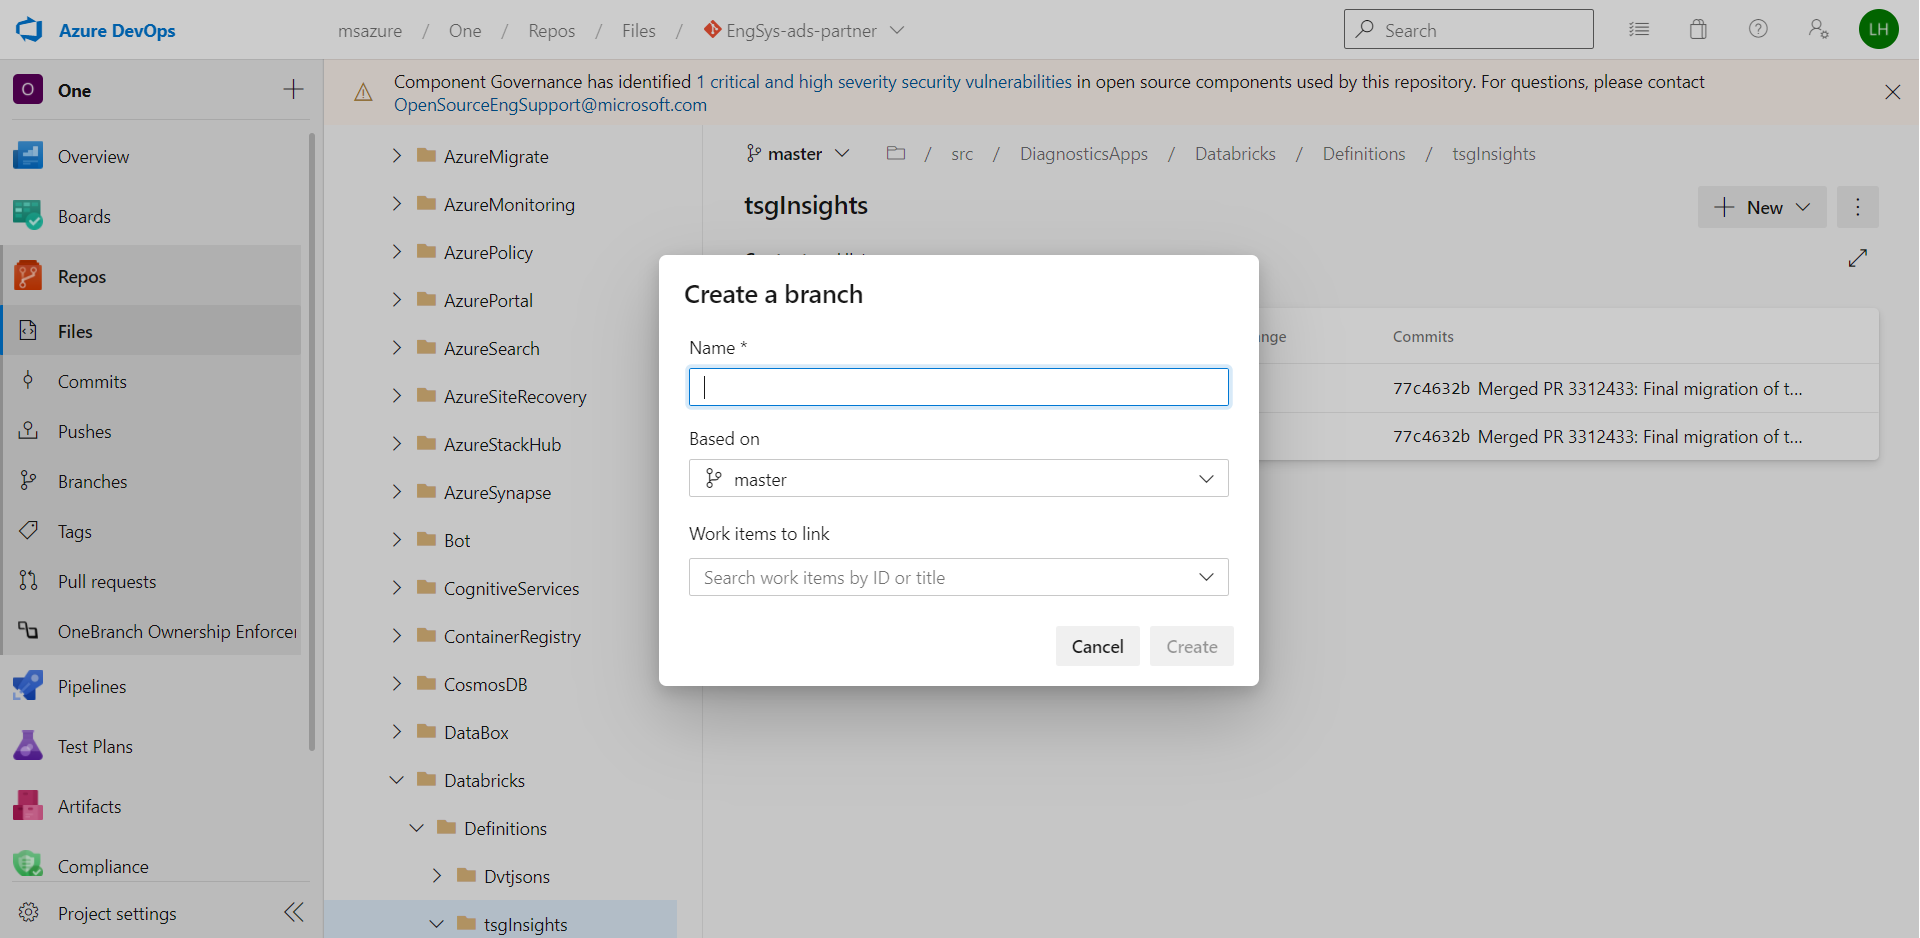 Azure DevOps
msazure / One / Repos / Files / EngSys-ads-partner
Search
LH
O
One
Overview
Boards
Repos
Files
Commits
Pushes
Branches
Tags
Pull requests
OneBranch Ownership Enforcer
Pipelines
Test Plans
Artifacts
Compliance
Project settings
Component Governance has identified 1 critical and high severity security vulnerabilities in open source components used by this repository. For questions, please contact
OpenSourceEngSupport@microsoft.com
AzureMigrate
AzureMonitoring
AzurePolicy
AzurePortal
AzureSearch
AzureSiteRecovery
AzureStackHub
AzureSynapse
Bot
CognitiveServices
ContainerRegistry
CosmosDB
DataBox
Databricks
Definitions
Dvtjsons
tsgInsights
master
/ src / DiagnosticsApps / Databricks / Definitions / tsgInsights
tsgInsights
New
Commits
77c4632b Merged PR 3312433: Final migration of t...
77c4632b Merged PR 3312433: Final migration of t...
Create a branch
Name *
Based on
master
Work items to link
Search work items by ID or title
Cancel
Create